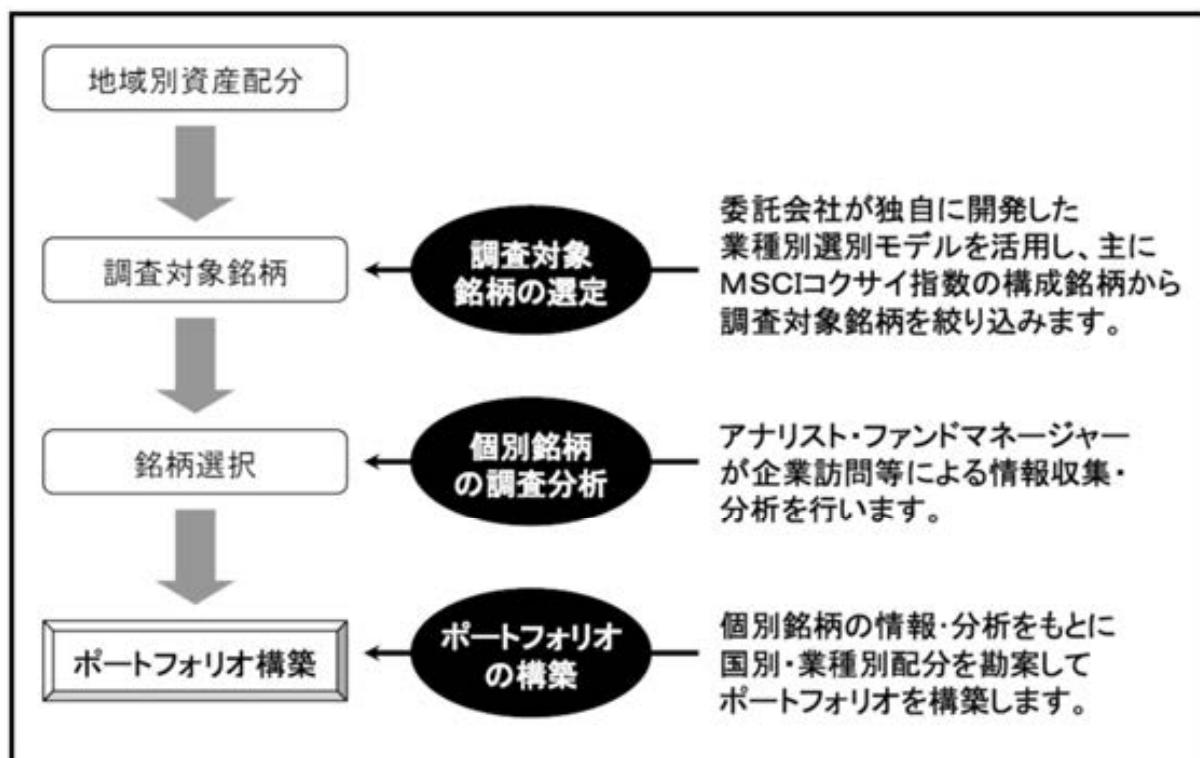 地域別資産配分
調査対象銘柄
調査対象
銘柄の選定
委託会社が独自に開発した
業種別選別モデルを活用し、主に
MSCIコクサイ指数の構成銘柄から
調査対象銘柄を絞り込みます。
銘柄選択
個別銘柄
の調査分析
アナリスト・ファンドマネージャー
が企業訪問等による情報収集・
分析を行います。
ポートフォリオ構築
ポートフォリオ
の構築
個別銘柄の情報・分析をもとに
国別・業種別配分を勘案して
ポートフォリオを構築します。